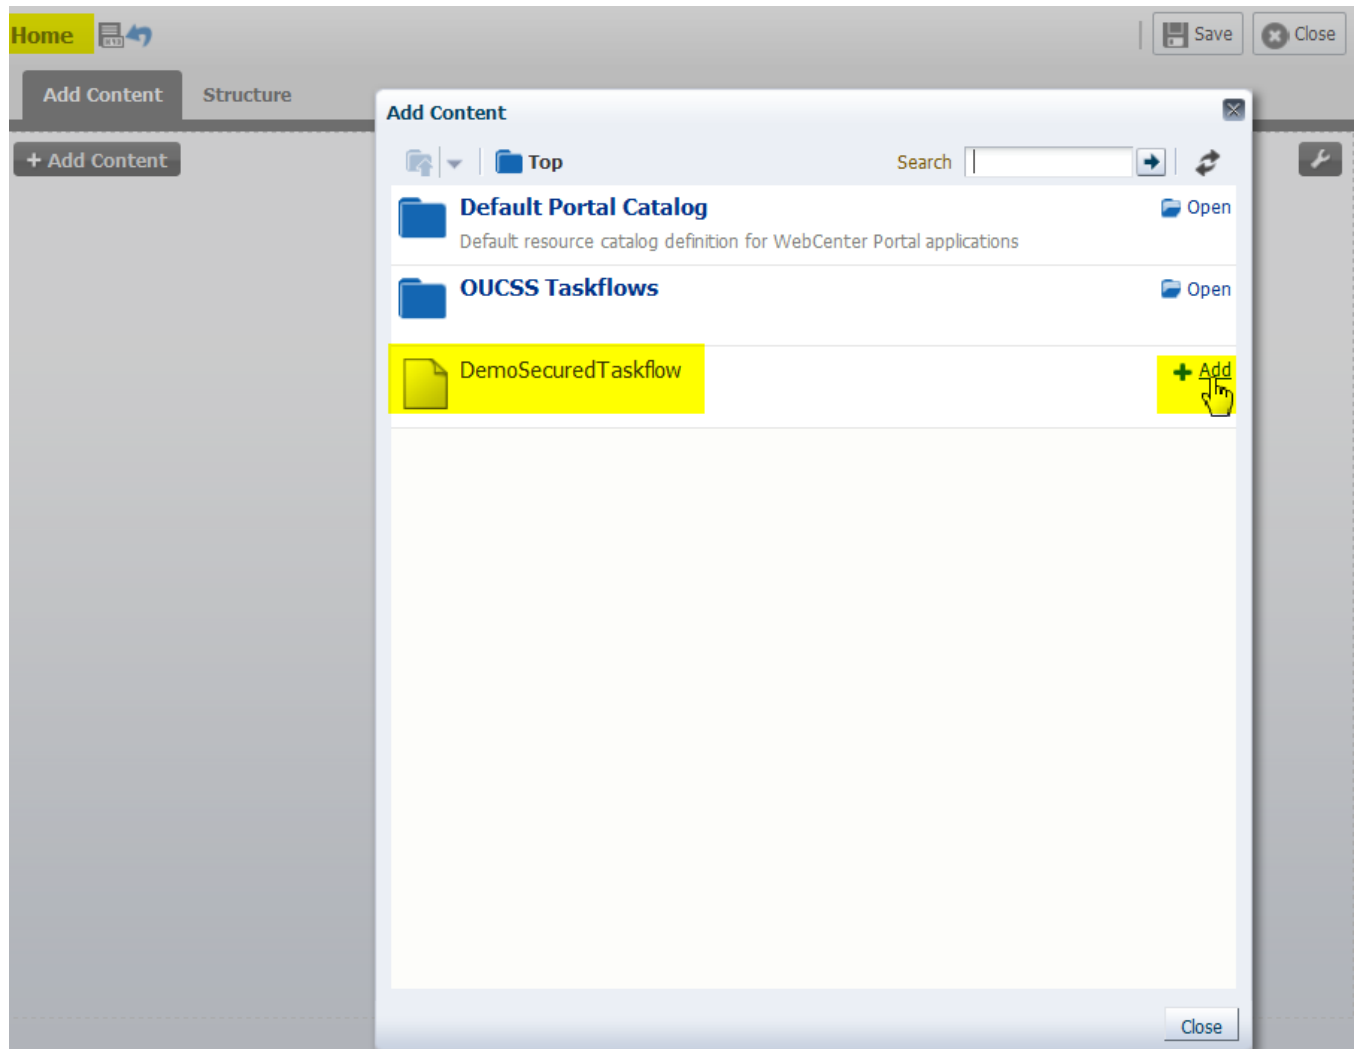 Home
Save
Close
Add Content
Structure
+ Add Content
Add Content
Top
Search
Default Portal Catalog
Open
Default resource catalog definition for WebCenter Portal applications
OUCSS Taskflows
Open
DemoSecuredTaskflow
Add
Close